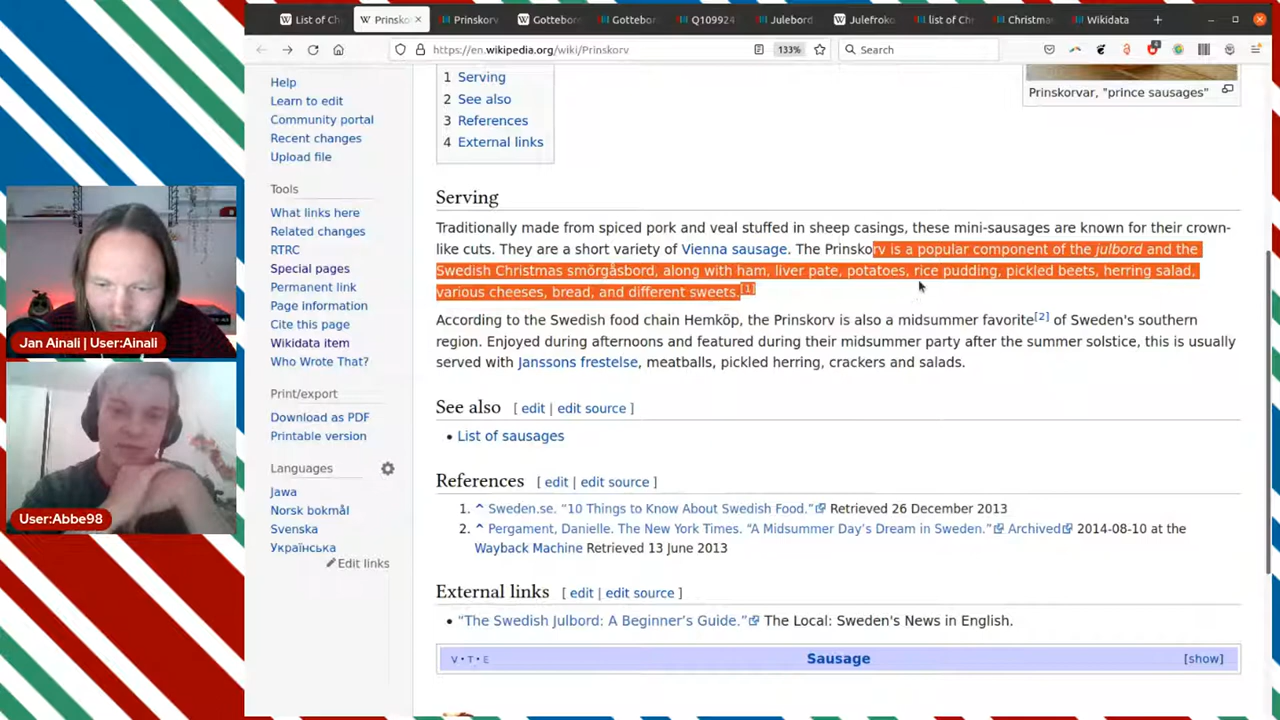 List of Ch
Prinsko
Prinskorv
Gottebor
Gottebor
Q109924
Julebord
Julefroko
list of Ch
Christma
Wikidata
https://en.wikipedia.org/wiki/Prinskorv
133%
Search
Help
Learn to edit
Community portal
Recent changes
Upload file
Tools
What links here
Related changes
RTRC
Special pages
Permanent link
Page information
Cite this page
Wikidata item
Who Wrote That?
Print/export
Download as PDF
Printable version
Languages
Jawa
Norsk bokmål
Svenska
Українська
Edit links
1 Serving
2 See also
3 References
4 External links
Prinskorvar, "prince sausages"
Serving
Traditionally made from spiced pork and veal stuffed in sheep casings, these mini-sausages are known for their crown-
like cuts. They are a short variety of Vienna sausage. The Prinskorv is a popular component of the julbord and the
Swedish Christmas smörgåsbord, along with ham, liver pate, potatoes, rice pudding, pickled beets, herring salad,
various cheeses, bread, and different sweets.[1]
According to the Swedish food chain Hemköp, the Prinskorv is also a midsummer favorite[2] of Sweden's southern
region. Enjoyed during afternoons and featured during their midsummer party after the summer solstice, this is usually
served with Janssons frestelse, meatballs, pickled herring, crackers and salads.
See also [ edit | edit source ]
• List of sausages
References [ edit | edit source ]
1. ^ Sweden.se. "10 Things to Know About Swedish Food." Retrieved 26 December 2013
2. ^ Pergament, Danielle. The New York Times. "A Midsummer Day's Dream in Sweden." Archived 2014-08-10 at the
Wayback Machine Retrieved 13 June 2013
External links [ edit | edit source ]
• "The Swedish Julbord: A Beginner's Guide." The Local: Sweden's News in English.
V • T • E Sausage [show]
Jan Ainali | User:Ainali
User:Abbe98